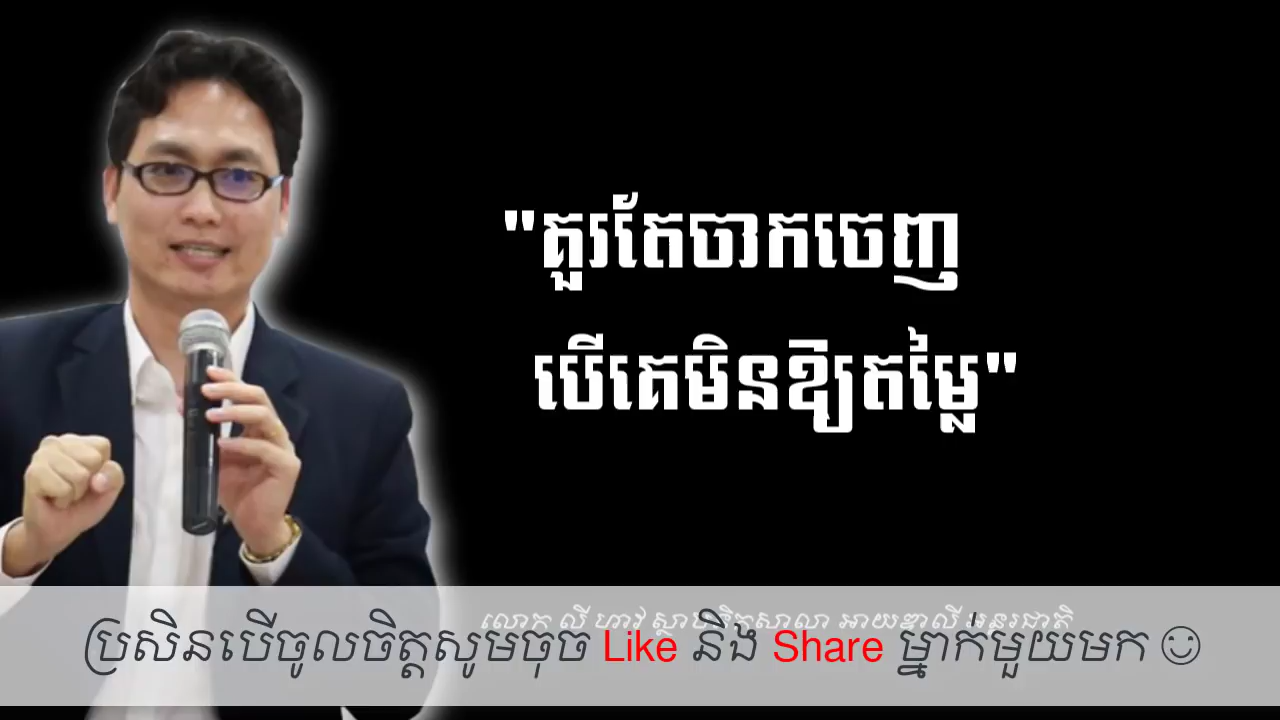 "គួរតែចាកចេញ
បើគេមិនឱ្យតម្លៃ"
លោក លី ហាវ ស្ថាបនិកសាលា អាយឌាលី អន្តរជាតិ
ប្រសិនបើចូលចិត្តសូមចុច Like និង Share ម្នាក់មួយមក ☺